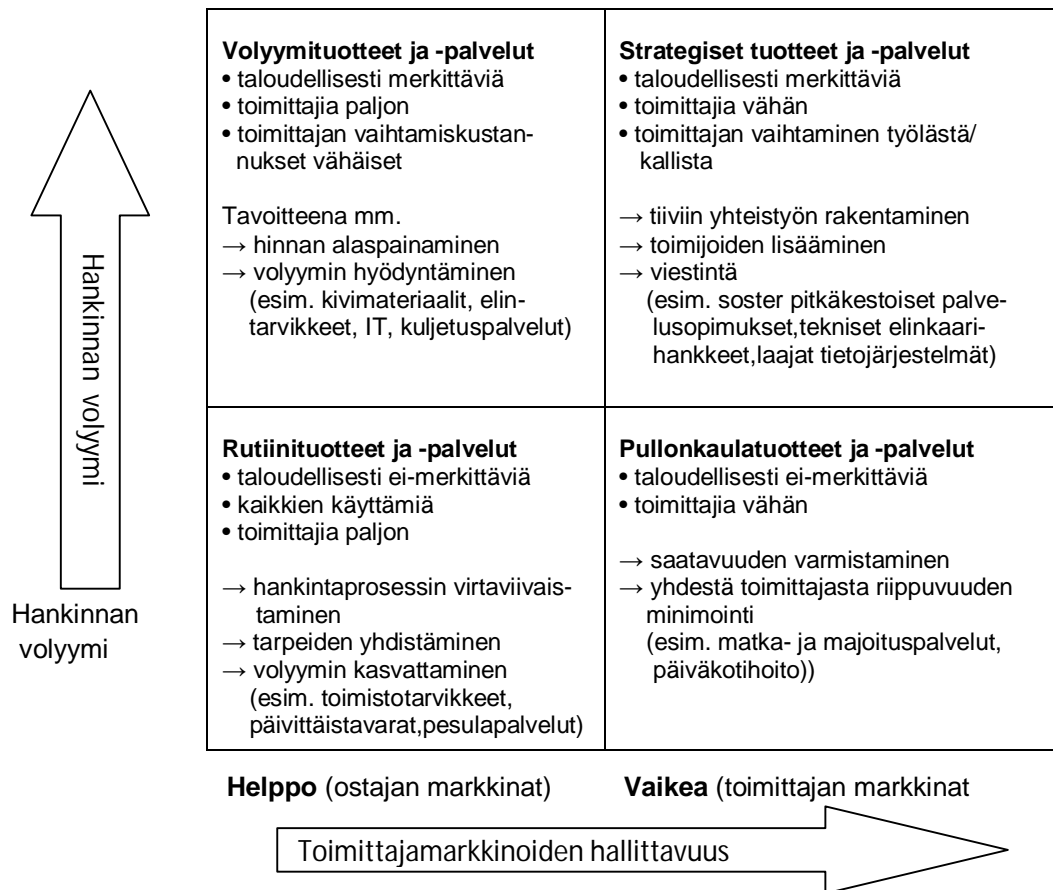 Volyymituotteet ja -palvelut
• taloudellisesti merkittäviä
• toimittajia paljon
• toimittajan vaihtamiskustan-
nukset vähäiset
Tavoitteena mm.
→ hinnan alaspainaminen
→ volyymin hyödyntäminen
(esim. kivimateriaalit, elin-
tarvikkeet, IT, kuljetuspalvelut)
Strategiset tuotteet ja -palvelut
• taloudellisesti merkittäviä
• toimittajia vähän
• toimittajan vaihtaminen työlästä/
kallista
→ tiiviin yhteistyön rakentaminen
→ toimijoiden lisääminen
→ viestintä
(esim. soster pitkäkestoiset palve-
lusopimukset,tekniset elinkaari-
hankkeet,laajat tietojärjestelmät)
Hankinnan volyymi
Rutiinituotteet ja -palvelut
• taloudellisesti ei-merkittäviä
• kaikkien käyttämiä
• toimittajia paljon
→ hankintaprosessin virtaviivais-
taminen
→ tarpeiden yhdistäminen
→ volyymin kasvattaminen
(esim. toimistotarvikkeet,
päivittäistavarat,pesulapalvelut)
Pullonkaulatuotteet ja -palvelut
• taloudellisesti ei-merkittäviä
• toimittajia vähän
→ saatavuuden varmistaminen
→ yhdestä toimittajasta riippuvuuden
minimointi
(esim. matka- ja majoituspalvelut,
päiväkotihoito))
Hankinnan
volyymi
Helppo (ostajan markkinat)
Vaikea (toimittajan markkinat
Toimittajamarkkinoiden hallittavuus